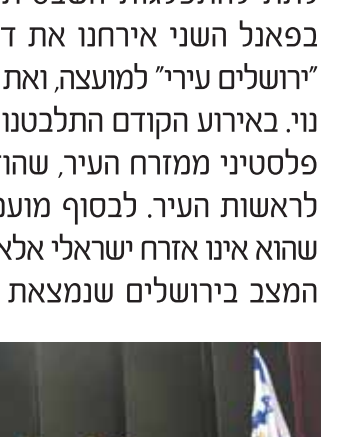 בפאנל השני אירחנו את
"ירושלים עירי" למועצה, ואת
נוי. באירוע הקודם התלבטנו
פלסטיני ממזרח העיר,
לראשות העיר. לבסוף
שהוא אינו אזרח ישראלי אלא
המצב בירושלים שנמצאת